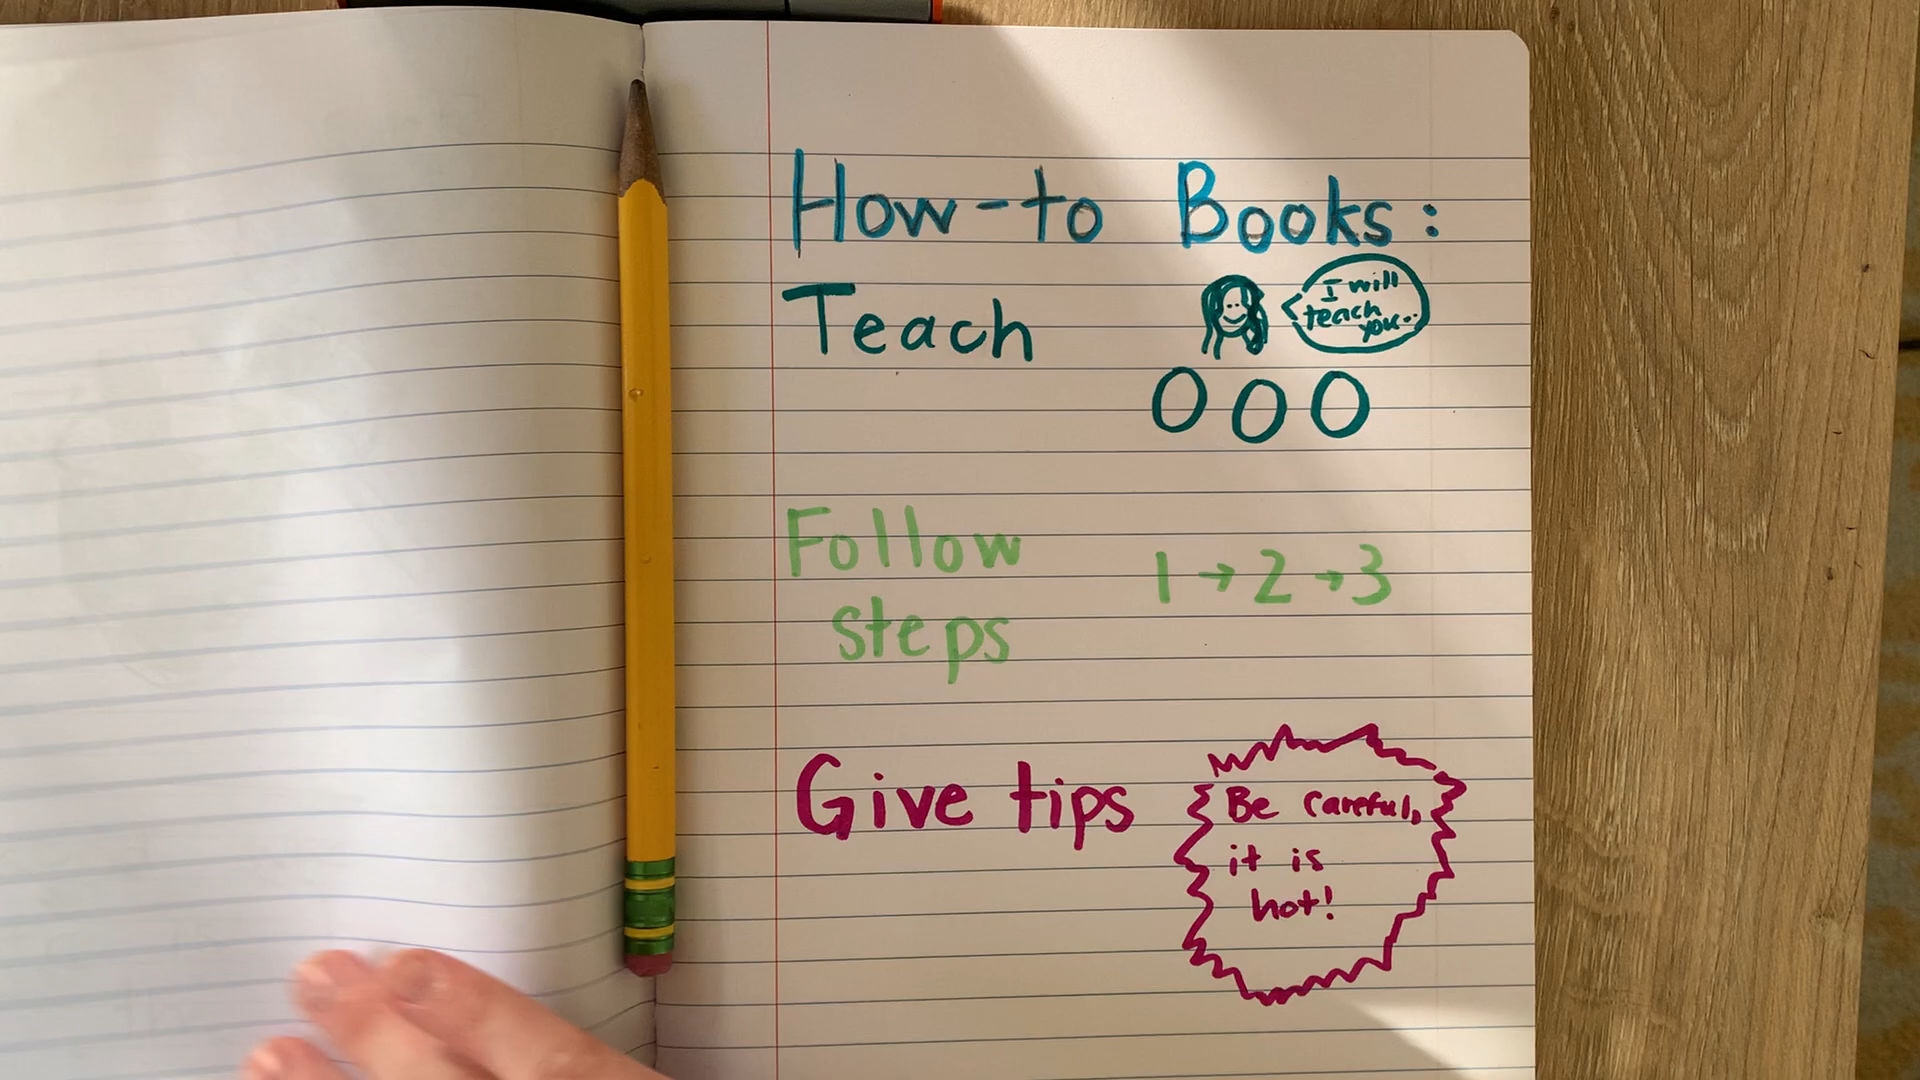 How-to Books:
Teach
I will
teach
you..
Follow
steps
1→2→3
Give tips
Be careful,
it is
hot!